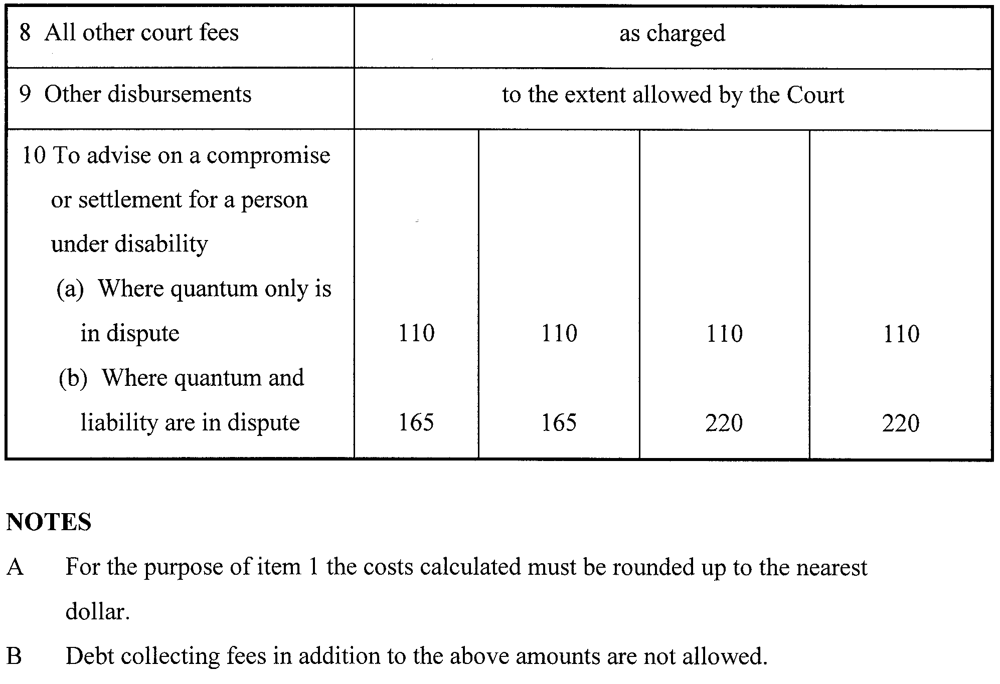 8 All other court fees as charged
9 Other disbursements to the extent allowed by the Court
10 To advise on a compromise
or settlement for a person
under disability
(a) Where quantum only is
in dispute 110 110 110 110
(b) Where quantum and
liability are in dispute 165 165 220 220
NOTES
A For the purpose of item 1 the costs calculated must be rounded up to the nearest
dollar.
B Debt collecting fees in addition to the above amounts are not allowed.